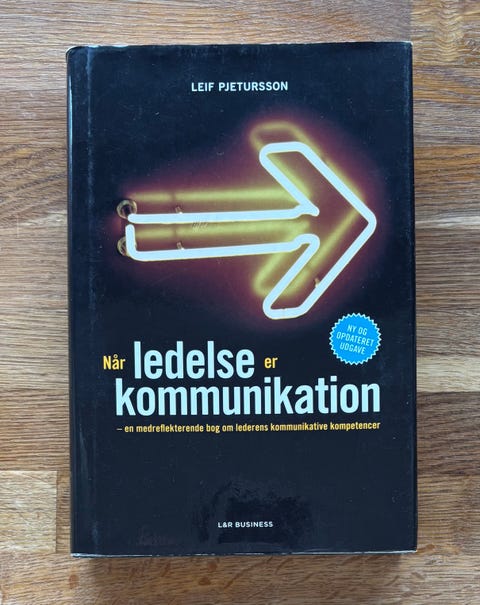 LEIF PJETURSSON
NY OG
OPDATERET
UDGAVE
Når ledelse er
kommunikation
– en medreflekterende bog om lederens kommunikative kompetencer
L&R BUSINESS